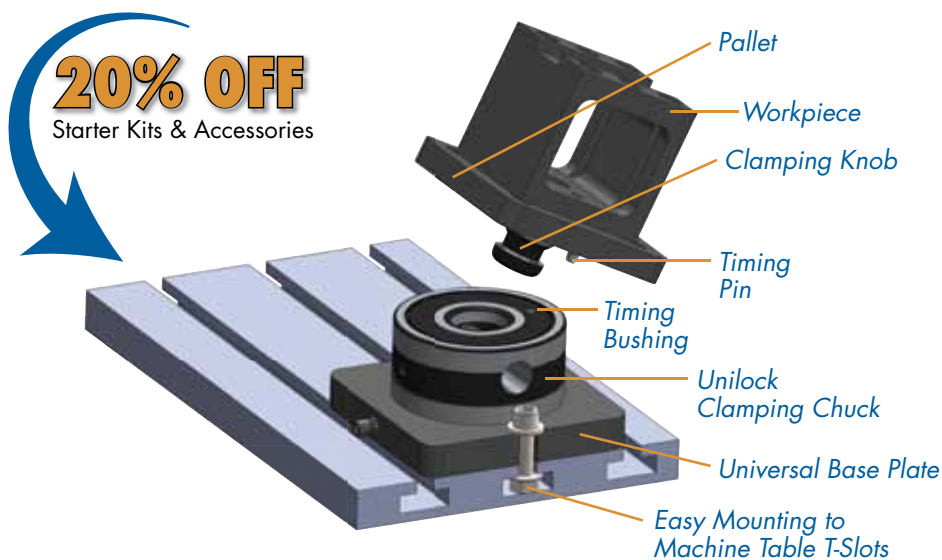 20% OFF
Starter Kits & Accessories
Pallet
Workpiece
Clamping Knob
Timing
Pin
Timing
Bushing
Unilock
Clamping Chuck
Universal Base Plate
Easy Mounting to
Machine Table T-Slots